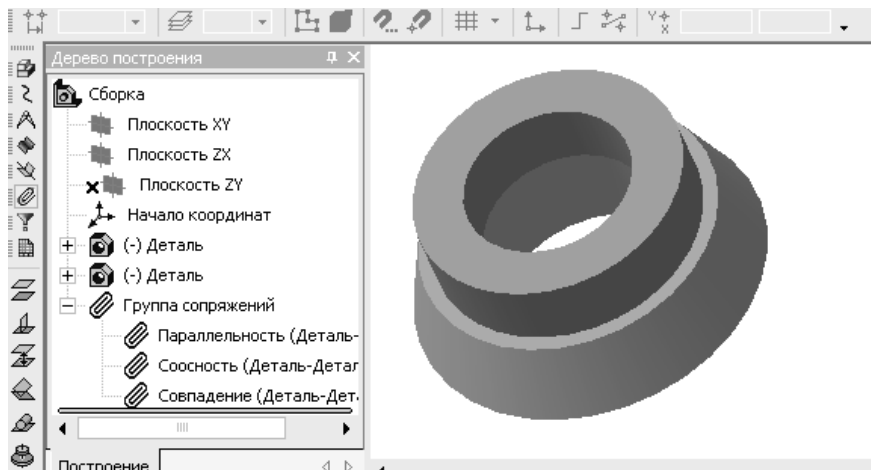 Дерево построения
Сборка
Плоскость XY
Плоскость ZX
Плоскость ZY
Начало координат
(-) Деталь
(-) Деталь
Группа сопряжений
Параллельность (Деталь-
Соосность (Деталь-Детал
Совпадение (Деталь-Дет
Построение